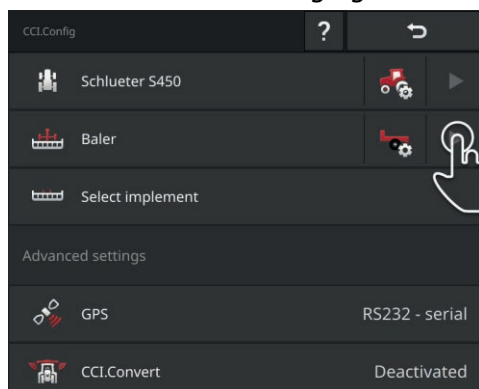 CCI.Config
?
Schlueter S450
Baler
Select implement
Advanced settings
GPS RS232 - serial
CCI.Convert Deactivated